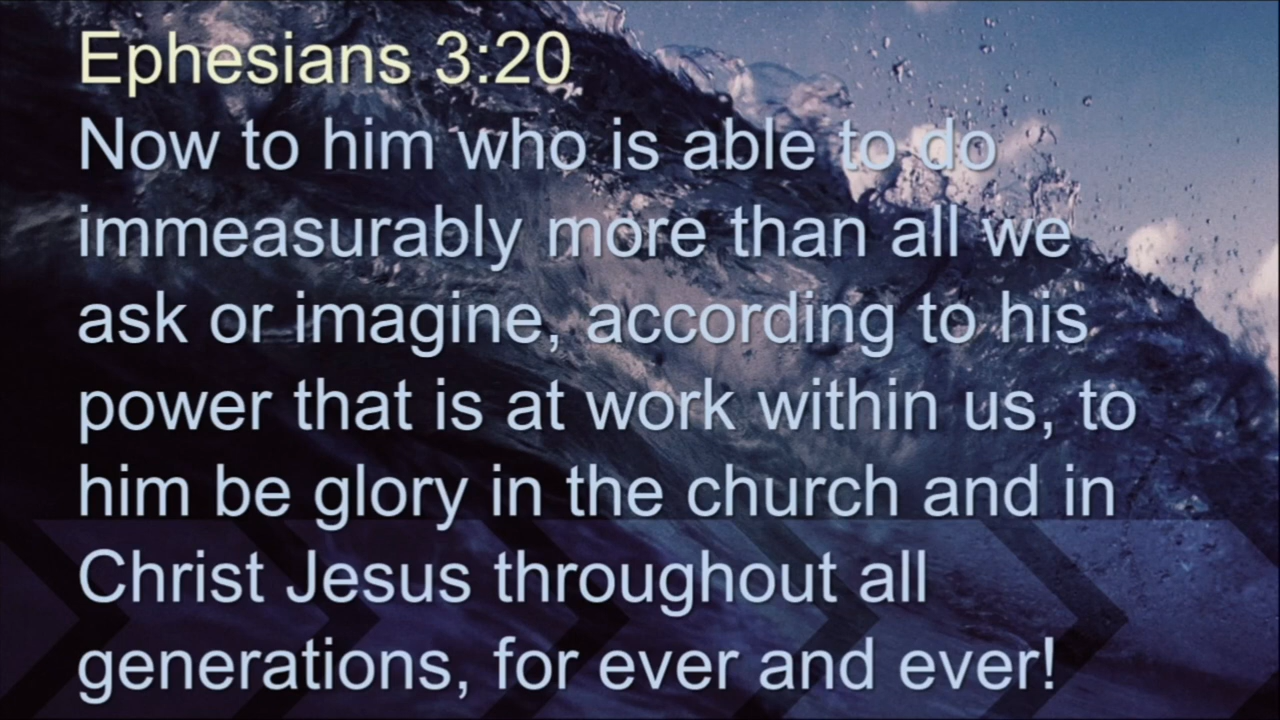 Ephesians 3:20
Now to him who is able to do
immeasurably more than all we
ask or imagine, according to his
power that is at work within us, to
him be glory in the church and in
Christ Jesus throughout all
generations, for ever and ever!